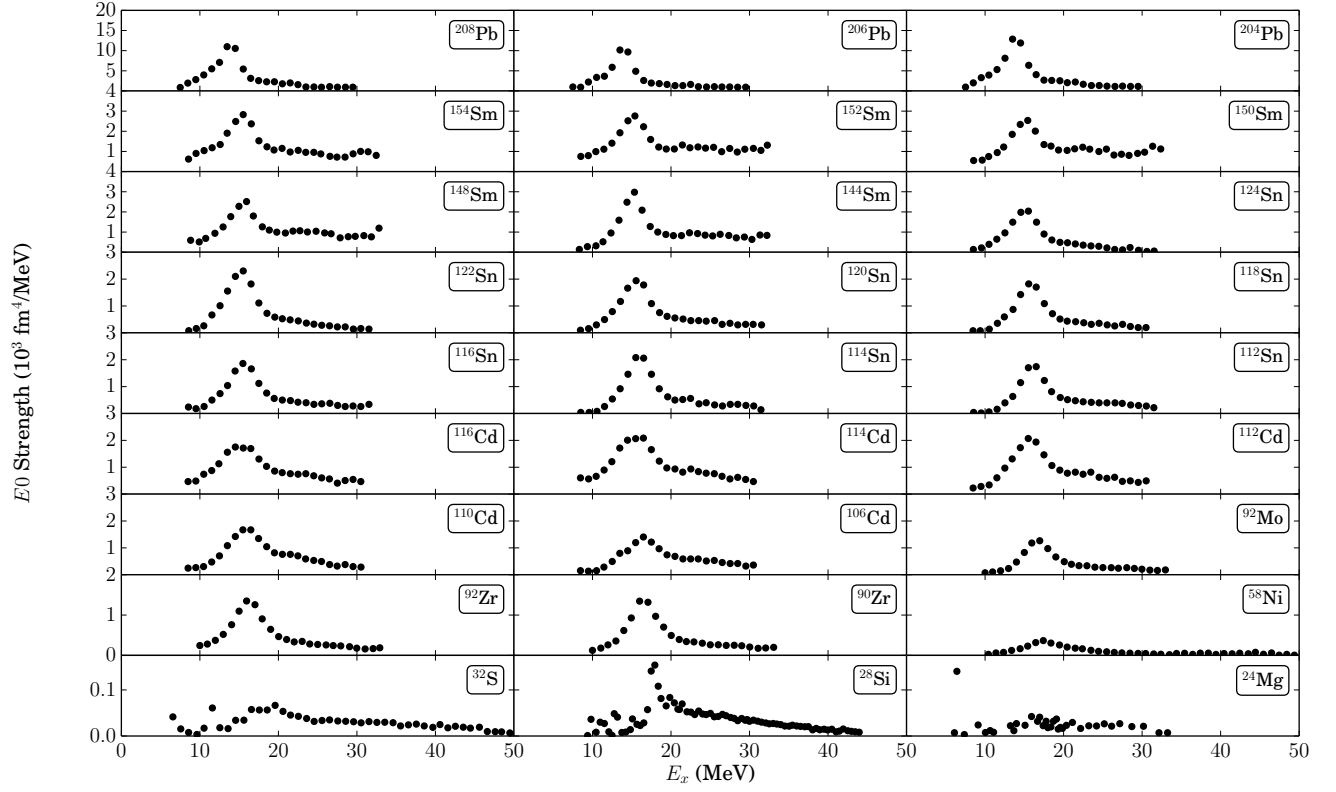 E0 Strength (10³ fm⁴/MeV)
20
15
²⁰⁸Pb ²⁰⁶Pb ²⁰⁴Pb
10
5
4
3
¹⁵⁴Sm ¹⁵²Sm ¹⁵⁰Sm
2
1
4
3
¹⁴⁸Sm ¹⁴⁴Sm ¹²⁴Sn
2
1
3
¹²²Sn ¹²⁰Sn ¹¹⁸Sn
2
1
3
¹¹⁶Sn ¹¹⁴Sn ¹¹²Sn
2
1
3
¹¹⁶Cd ¹¹⁴Cd ¹¹²Cd
2
1
3
¹¹⁰Cd ¹⁰⁶Cd ⁹²Mo
2
1
2
⁹²Zr ⁹⁰Zr ⁵⁸Ni
1
0
³²S ²⁸Si ²⁴Mg
0.1
0.0
0 10 20 30 40 50 10 20 30 40 50 10 20 30 40 50
Eₓ (MeV)